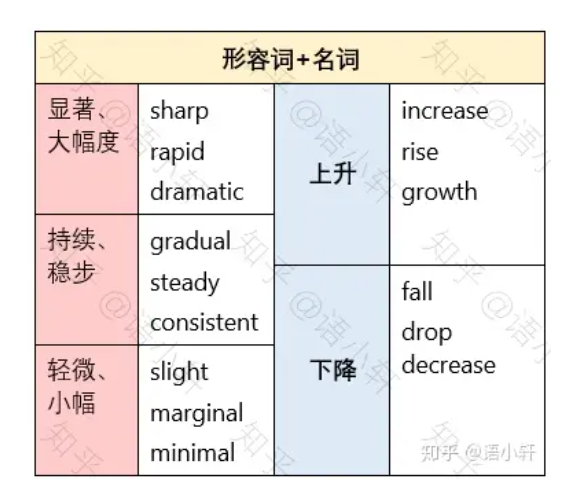 形容词+名词
显著、
大幅度
sharp
rapid
dramatic
持续、
稳步
gradual
steady
consistent
轻微、
小幅
slight
marginal
minimal
上升
increase
rise
growth
下降
fall
drop
decrease
知乎 @语小轩